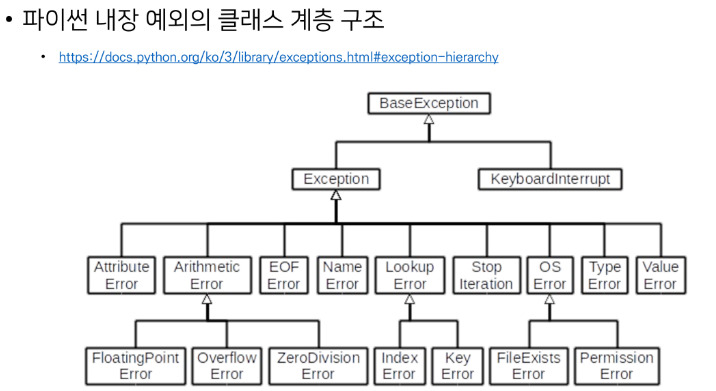 • 파이썬 내장 예외의 클래스 계층 구조
• https://docs.python.org/ko/3/library/exceptions.html#exception-hierarchy
BaseException
Exception
KeyboardInterrupt
Attribute
Error
Arithmetic
Error
EOF
Error
Name
Error
Lookup
Error
Stop
Iteration
OS
Error
Type
Error
Value
Error
FloatingPoint
Error
Overflow
Error
ZeroDivision
Error
Index
Error
Key
Error
FileExists
Error
Permission
Error